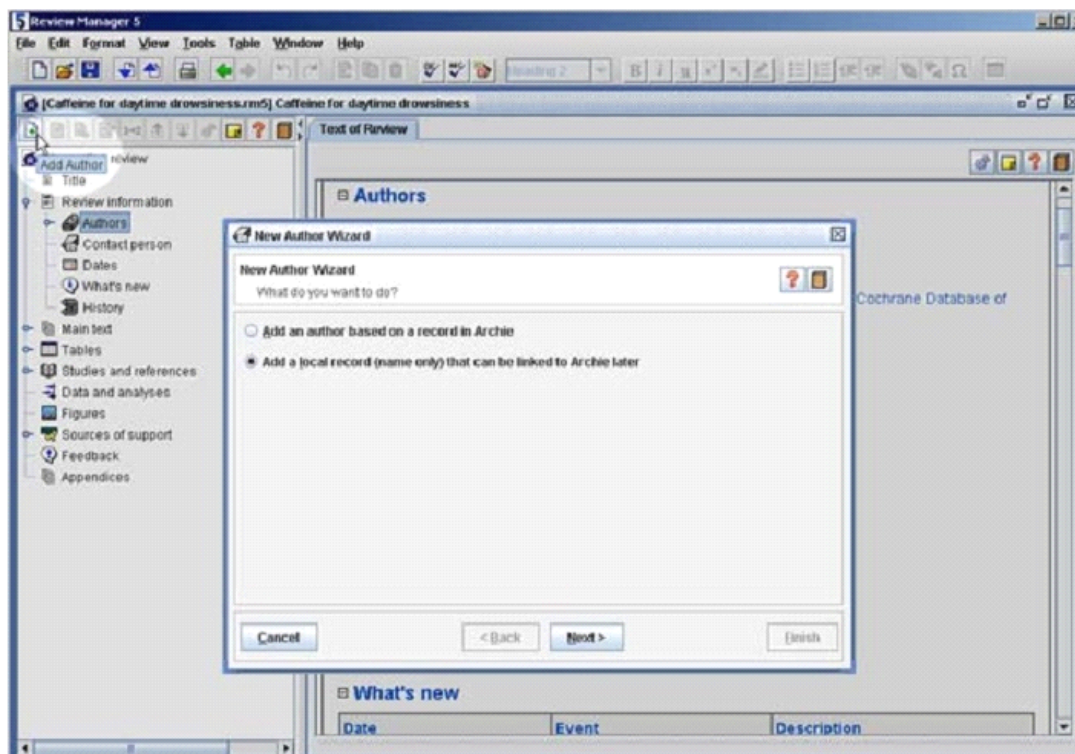 Review Manager 5
File Edit Format View Tools Table Window Help
Heading 2
[Caffeine for daytime drowsiness.rm5] Caffeine for daytime drowsiness
Text of Review
Add Author
review
Title
Review information
Authors
Contact person
Dates
What's new
History
Main text
Tables
Studies and references
Data and analyses
Figures
Sources of support
Feedback
Appendices
Authors
Cochrane Database of
New Author Wizard
New Author Wizard
What do you want to do?
Add an author based on a record in Archie
Add a local record (name only) that can be linked to Archie later
Cancel < Back Next > Finish
What's new
Date Event Description